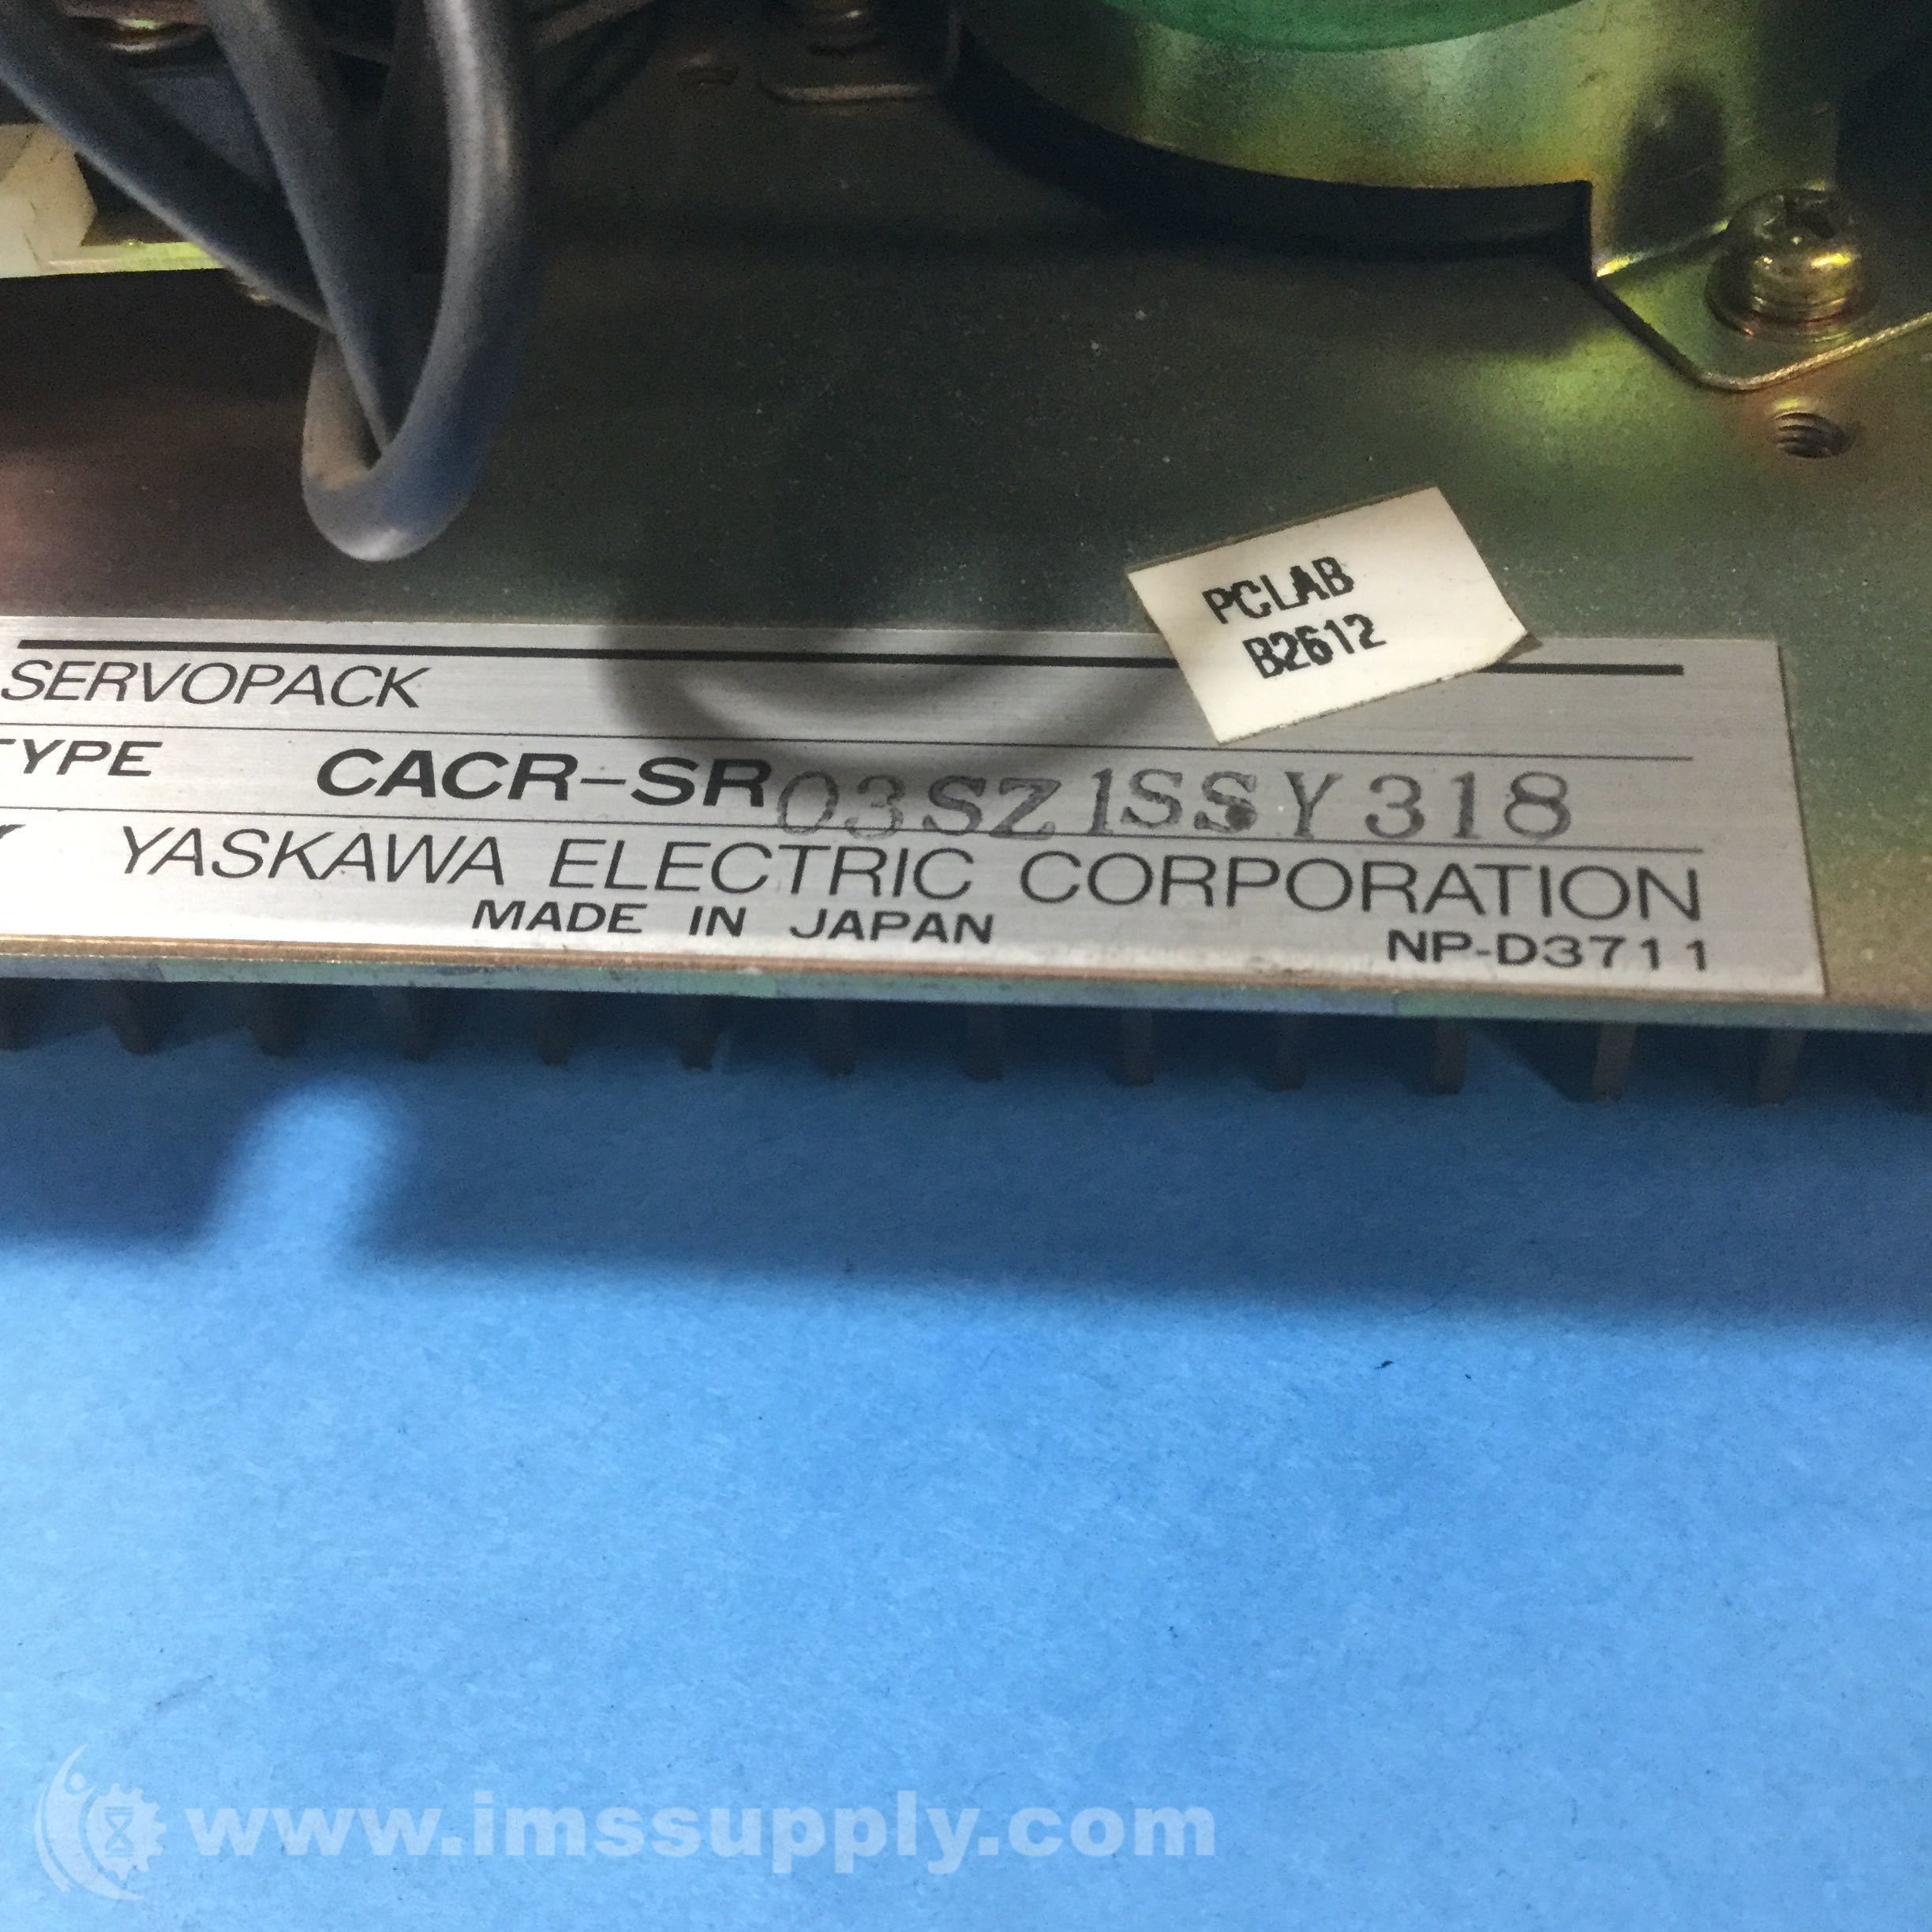 PCLAB
B2612
SERVOPACK
TYPE CACR-SR03SZ1SSY318
YASKAWA ELECTRIC CORPORATION
MADE IN JAPAN
NP-D3711
www.imssupply.com